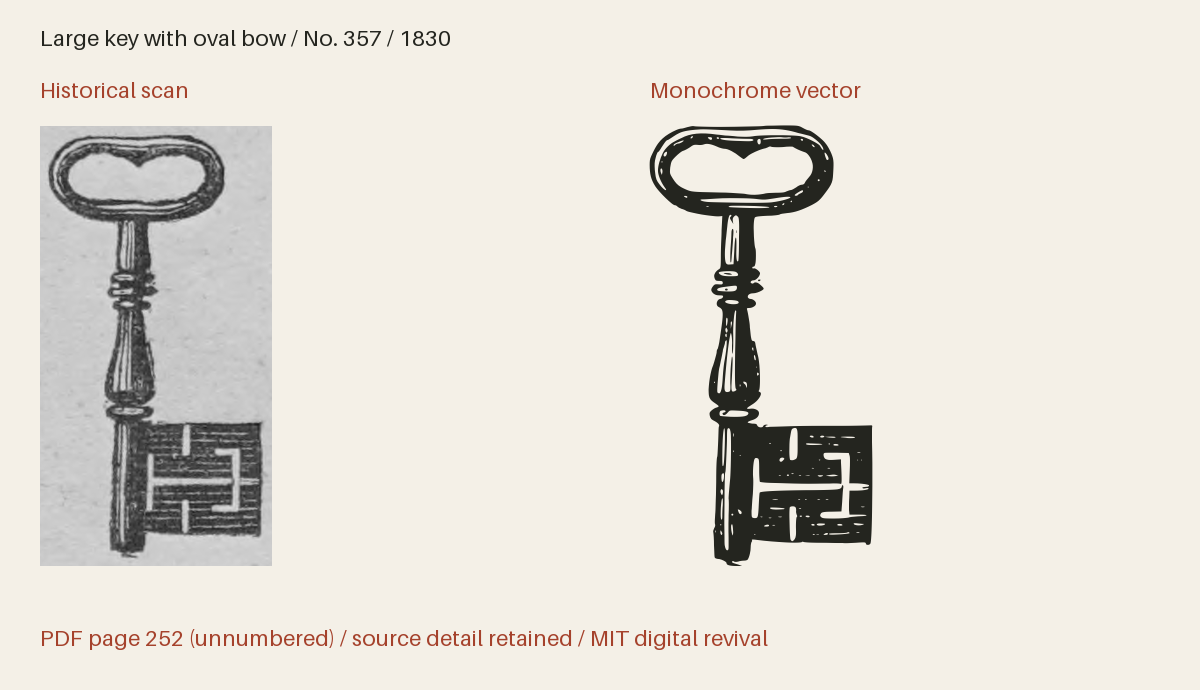 Large key with oval bow / No. 357 / 1830
Historical scan
Monochrome vector
PDF page 252 (unnumbered) / source detail retained / MIT digital revival